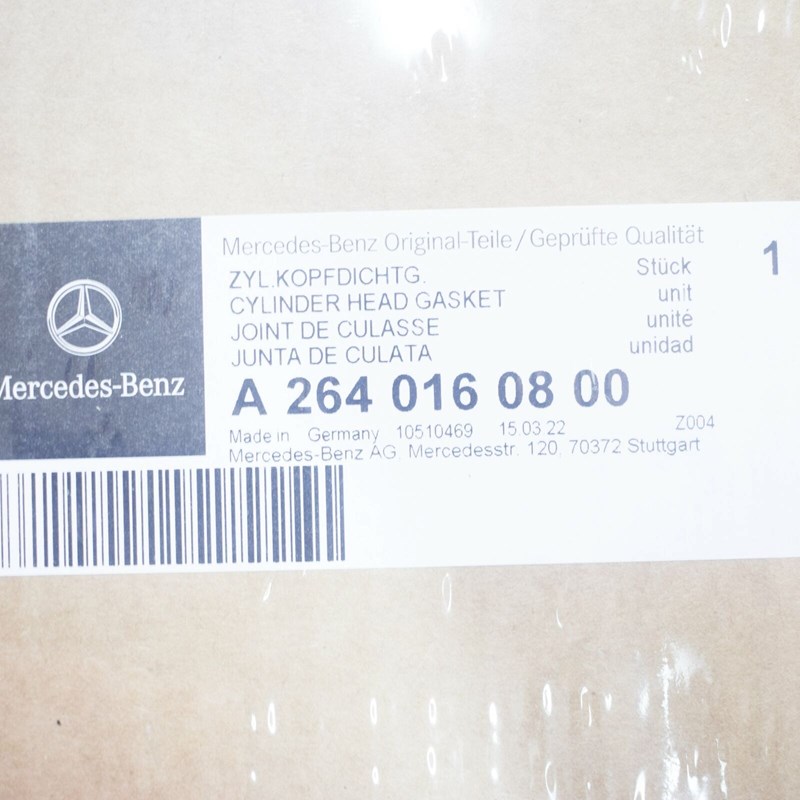 Mercedes-Benz Original-Teile/Geprüfte Qualität
ZYL.KOPFDICHTG. Stück 1
CYLINDER HEAD GASKET unit
JOINT DE CULASSE unité
JUNTA DE CULATA unidad
Mercedes-Benz
A 264 016 08 00
Made in Germany 10510469 15.03.22 Z004
Mercedes-Benz AG, Mercedesstr. 120, 70372 Stuttgart